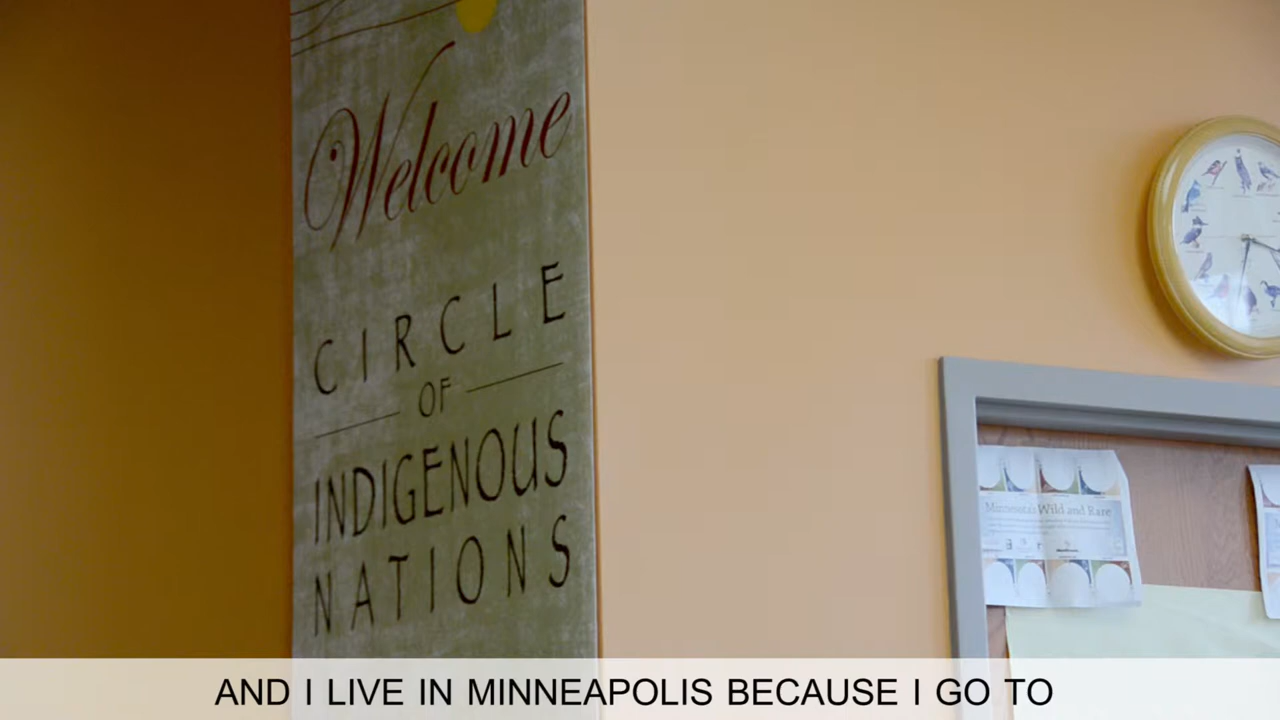 Welcome
CIRCLE
OF
INDIGENOUS
NATIONS
Minnesota's Wild and Rare
AND I LIVE IN MINNEAPOLIS BECAUSE I GO TO